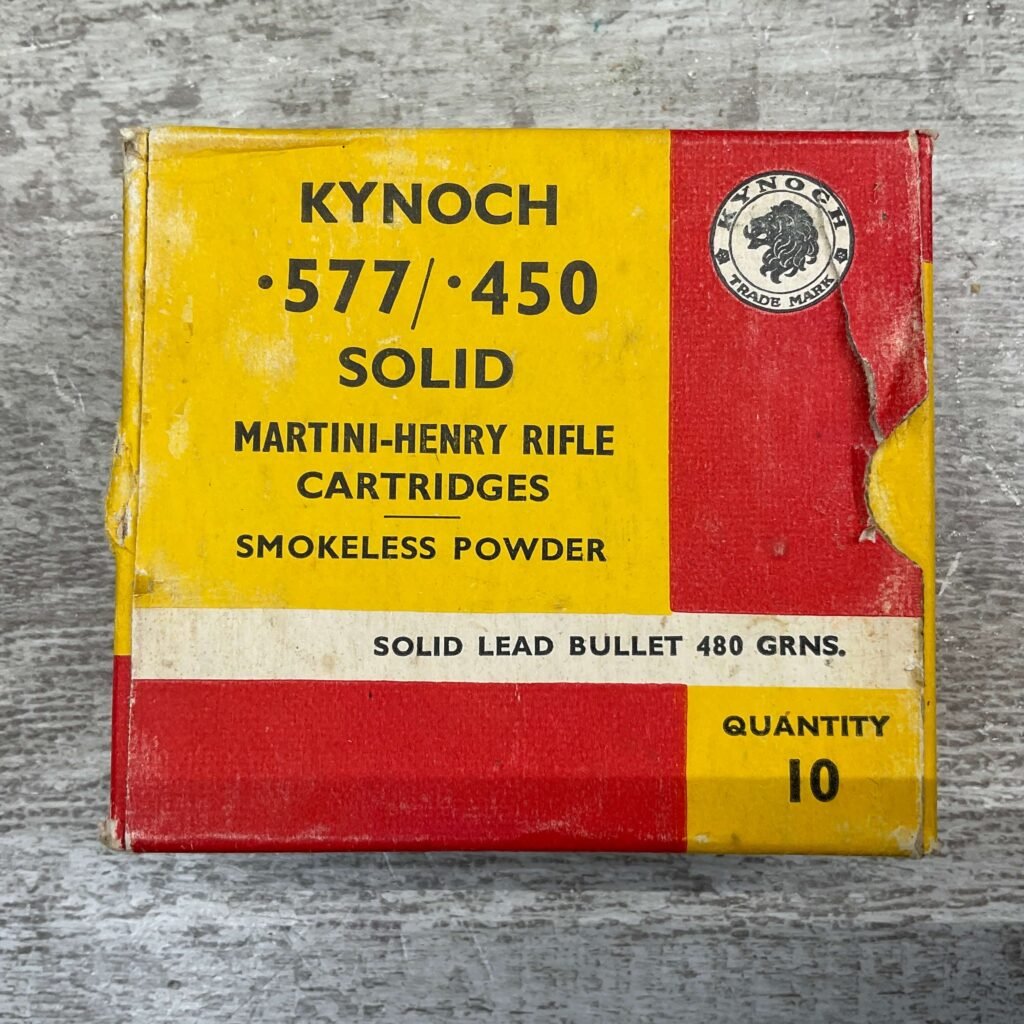 KYNOCH
·577/·450
SOLID
MARTINI-HENRY RIFLE
CARTRIDGES
SMOKELESS POWDER
KYNOCH
TRADE MARK
SOLID LEAD BULLET 480 GRNS.
QUANTITY
10